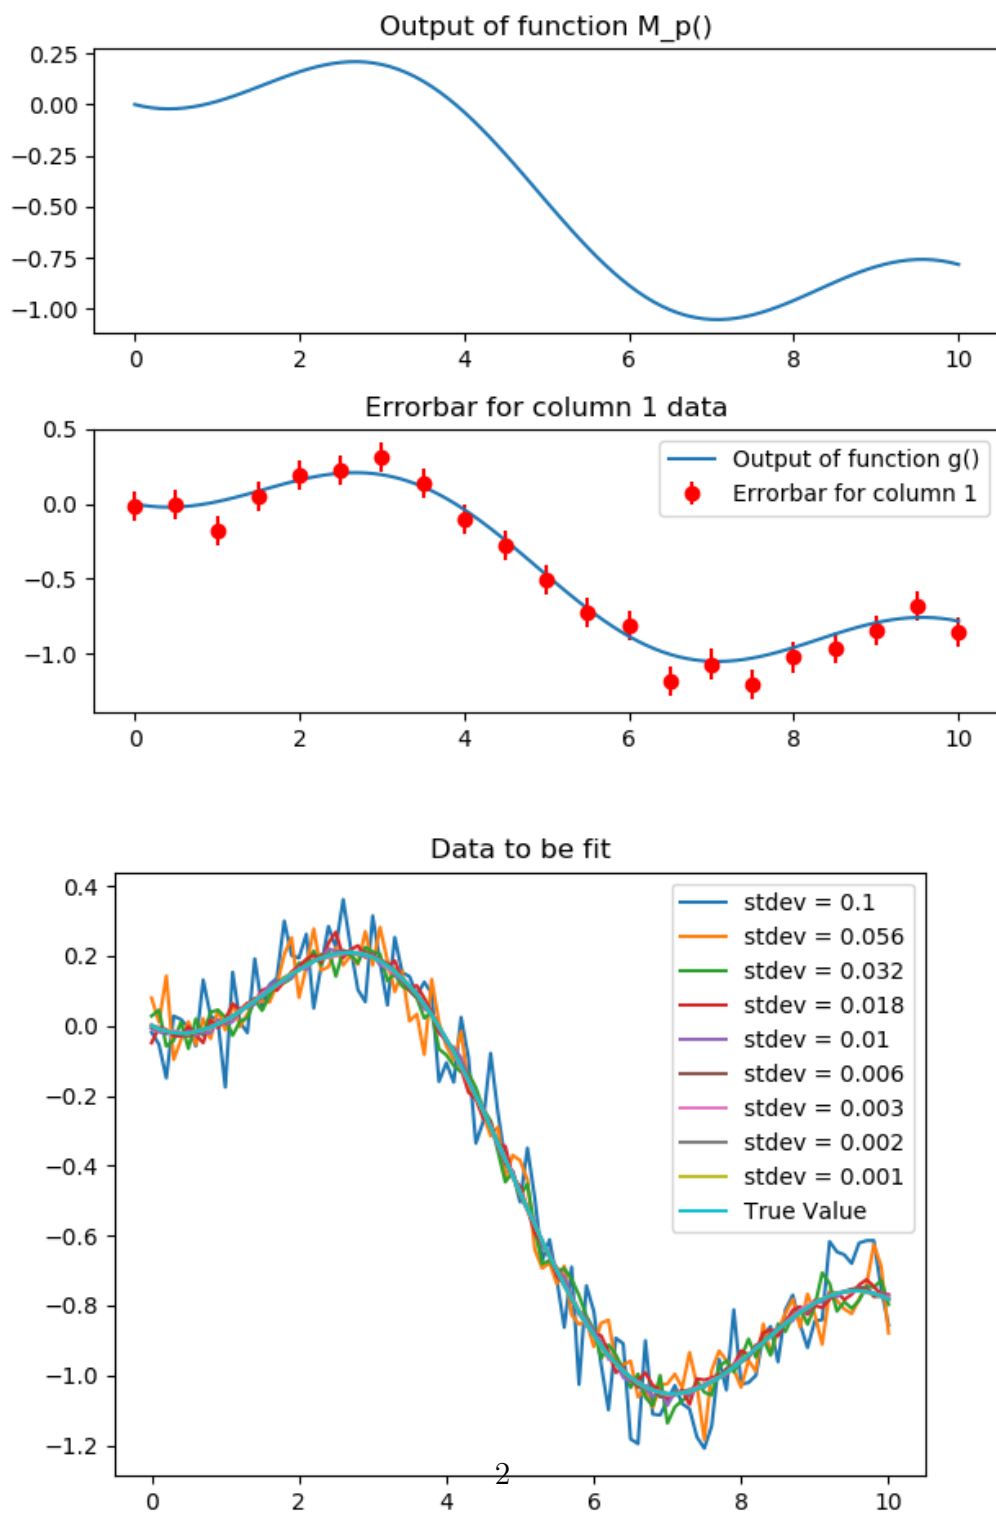 Output of function M_p()
0.25
0.00
−0.25
−0.50
−0.75
−1.00
0 2 4 6 8 10
Errorbar for column 1 data
0.5
0.0
−0.5
−1.0
Output of function g()
Errorbar for column 1
0 2 4 6 8 10
Data to be fit
0.4
0.2
0.0
−0.2
−0.4
−0.6
−0.8
−1.0
−1.2
stdev = 0.1
stdev = 0.056
stdev = 0.032
stdev = 0.018
stdev = 0.01
stdev = 0.006
stdev = 0.003
stdev = 0.002
stdev = 0.001
True Value
2
0 2 4 6 8 10